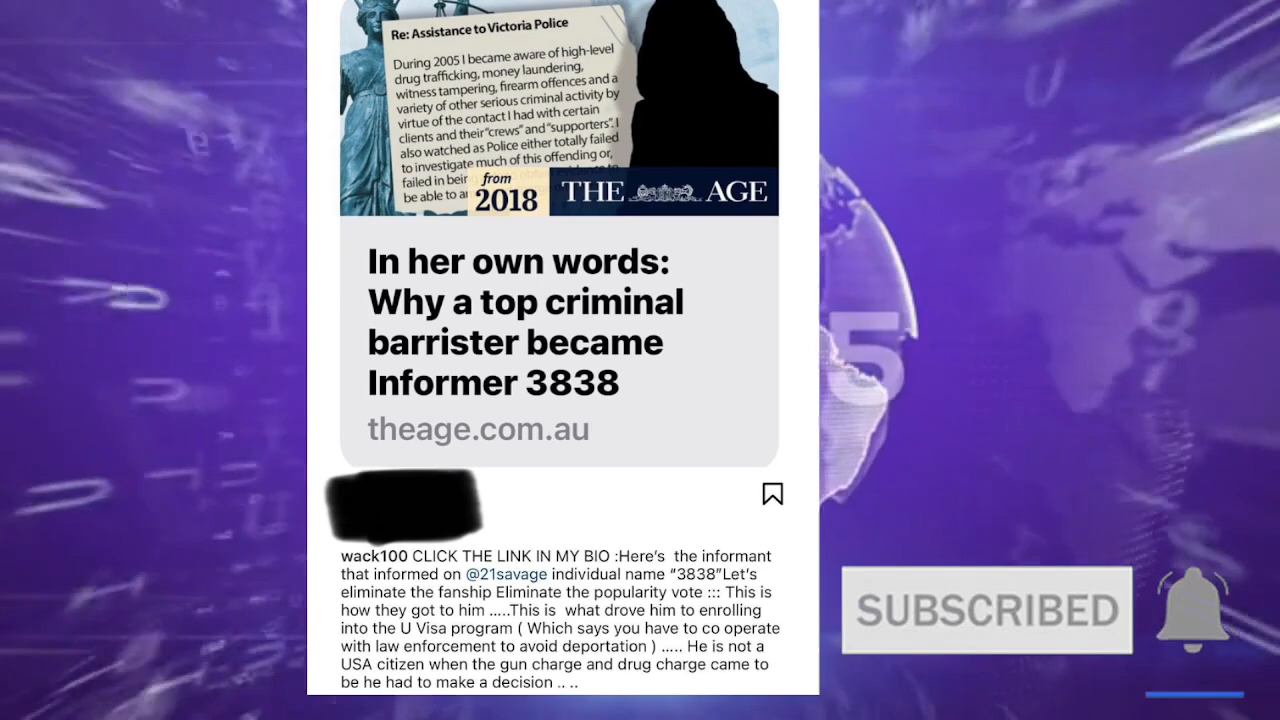 Re: Assistance to Victoria Police
During 2005 I became aware of high-level
drug trafficking, money laundering,
witness tampering, firearm offences and a
variety of other serious criminal activity by
virtue of the contact I had with certain
clients and their "crews" and "supporters". I
also watched as Police either totally failed
to investigate much of this offending or,
failed in
be able to
from
2018
THE AGE
In her own words:
Why a top criminal
barrister became
Informer 3838
theage.com.au
wack100 CLICK THE LINK IN MY BIO :Here's the informant
that informed on @21savage individual name "3838"Let's
eliminate the fanship Eliminate the popularity vote ::: This is
how they got to him .....This is what drove him to enrolling
into the U Visa program ( Which says you have to co operate
with law enforcement to avoid deportation ) ..... He is not a
USA citizen when the gun charge and drug charge came to
be he had to make a decision .. ..
5
SUBSCRIBED